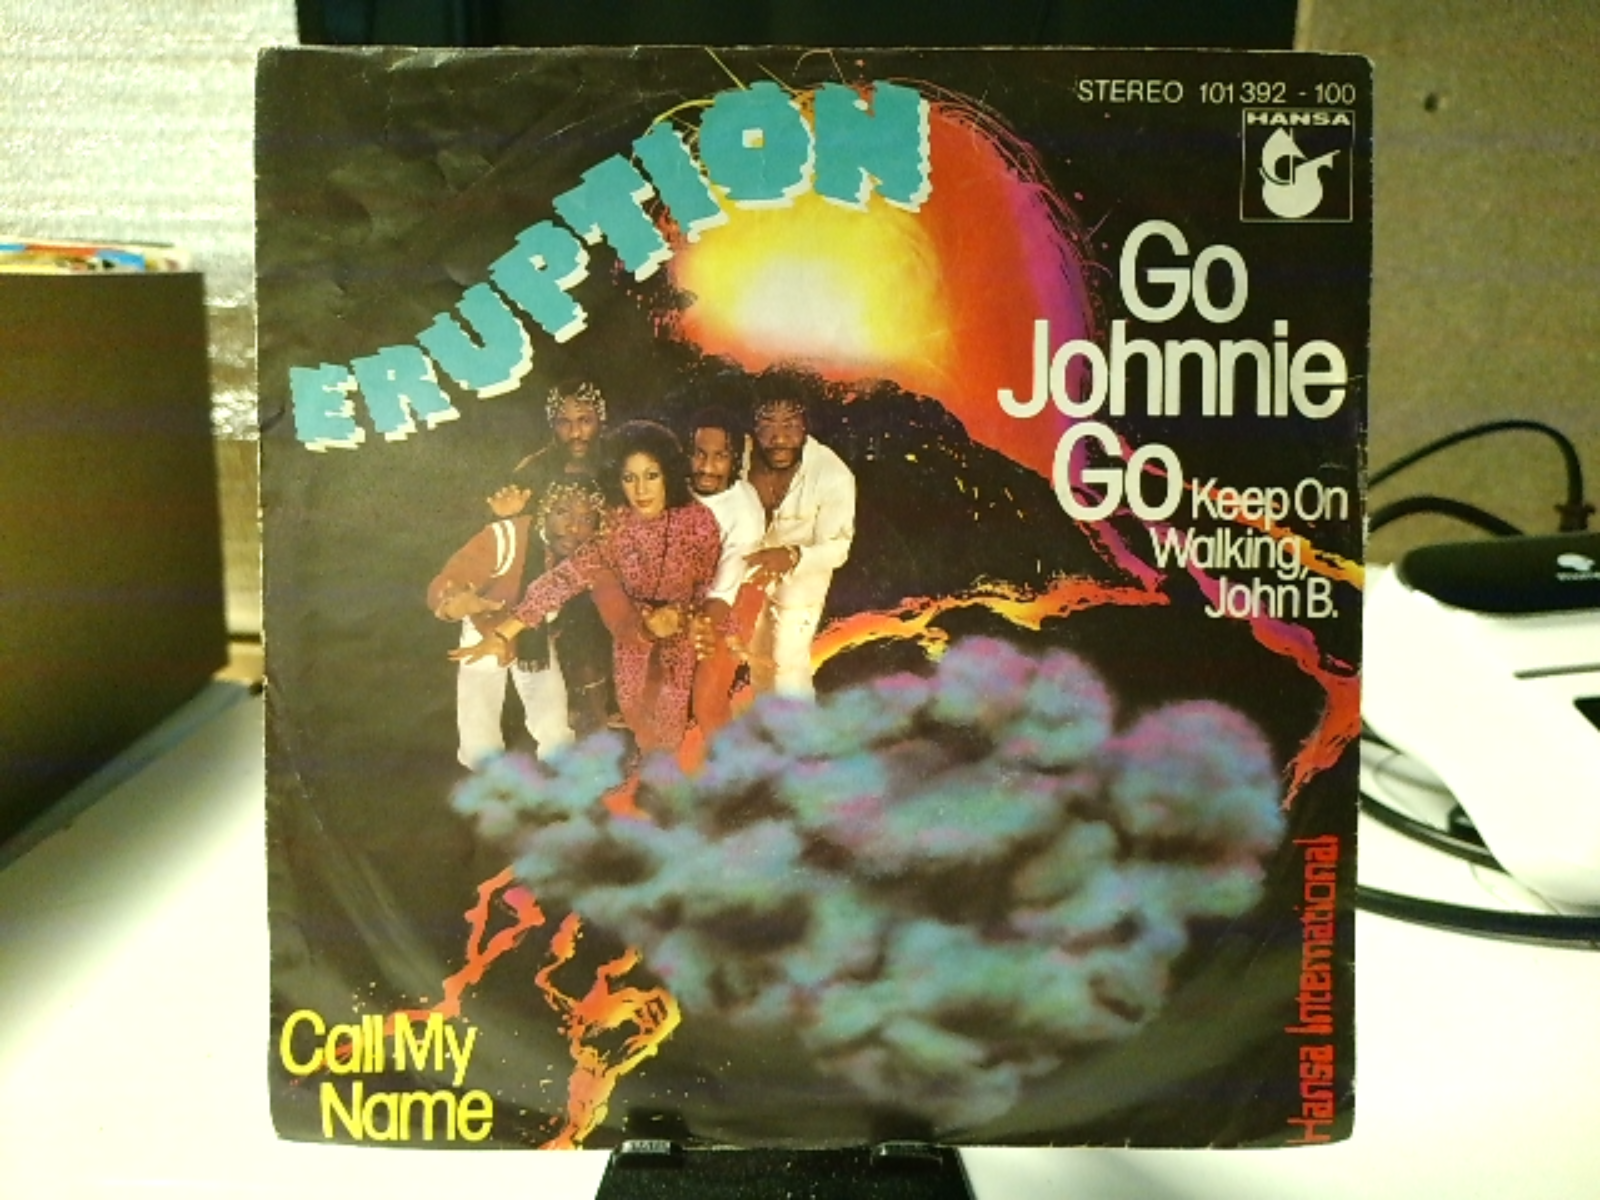 ERUPTION
STEREO 101 392 - 100
HANSA
Go
Johnnie
Go Keep On
Walking,
John B.
Hansa International
Call My
Name